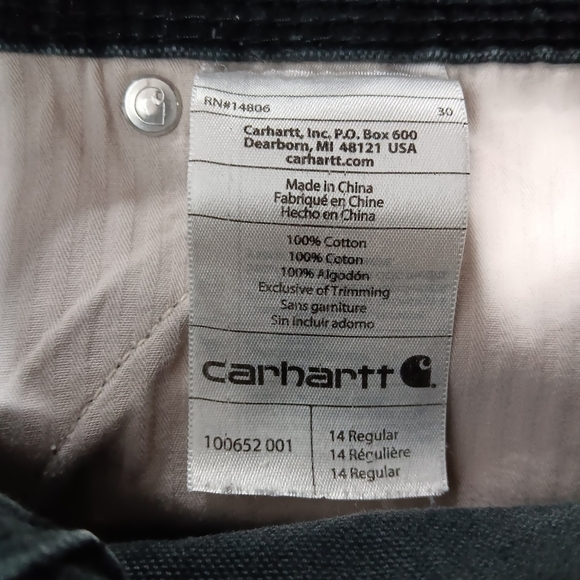 RN#14806 30
Carhartt, Inc. P.O. Box 600
Dearborn, MI 48121 USA
carhartt.com
Made in China
Fabriqué en Chine
Hecho en China
100% Cotton
100% Coton
100% Algodón
Exclusive of Trimming
Sans garniture
Sin incluir adorno
carhartt
100652 001
14 Regular
14 Régulière
14 Regular